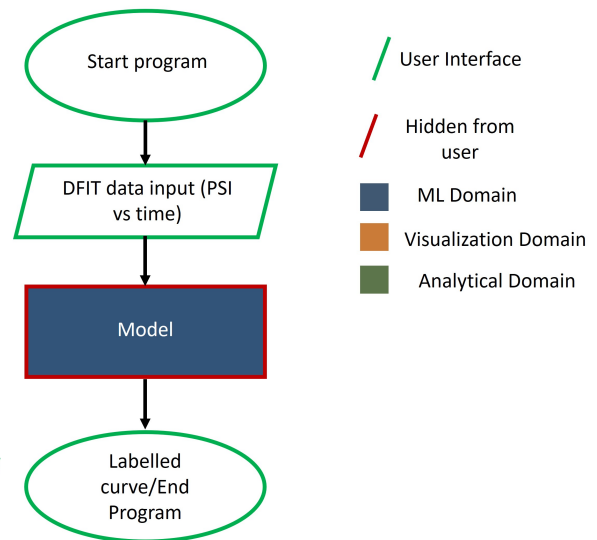 Start program
DFIT data input (PSI
vs time)
Model
Labelled
curve/End
Program
User Interface
Hidden from
user
ML Domain
Visualization Domain
Analytical Domain